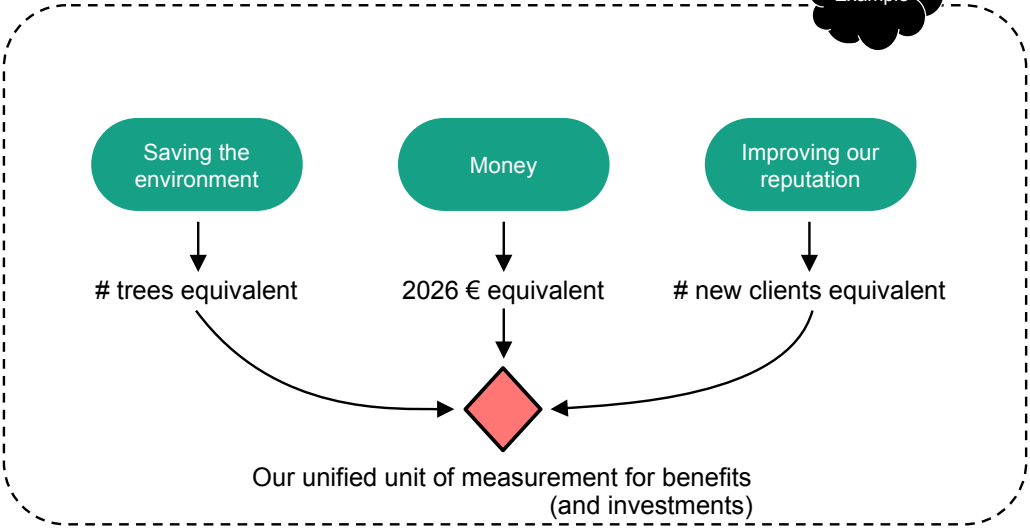 Example
Saving the
environment
Money
Improving our
reputation
# trees equivalent
2026 € equivalent
# new clients equivalent
Our unified unit of measurement for benefits
(and investments)